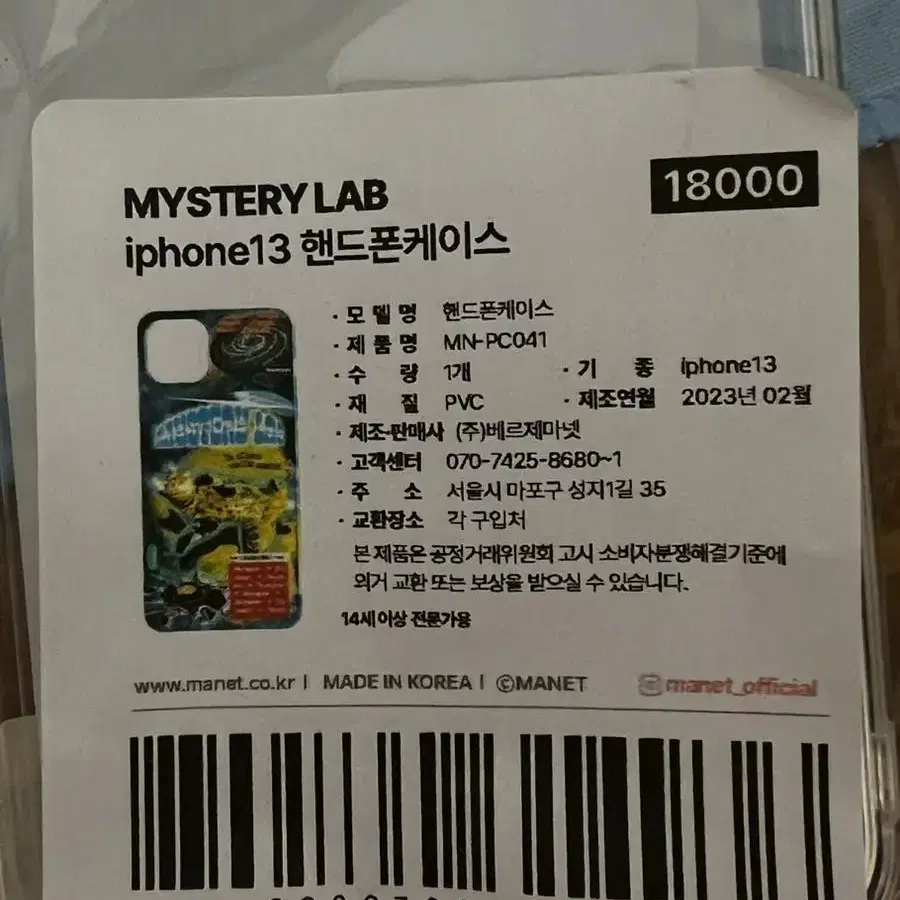 MYSTERY LAB
18000
iphone13 핸드폰케이스
· 모델명 핸드폰케이스
· 제품명 MN-PC041
· 수량 1개 · 기종 iphone13
· 재질 PVC · 제조연월 2023년 02월
· 제조·판매사 (주)베르제마넷
· 고객센터 070-7425-8680~1
· 주소 서울시 마포구 성지1길 35
· 교환장소 각 구입처
본 제품은 공정거래위원회 고시 소비자분쟁해결기준에
의거 교환 또는 보상을 받으실 수 있습니다.
14세이상 전문가용
www.manet.co.kr | MADE IN KOREA | ©MANET
manet_official